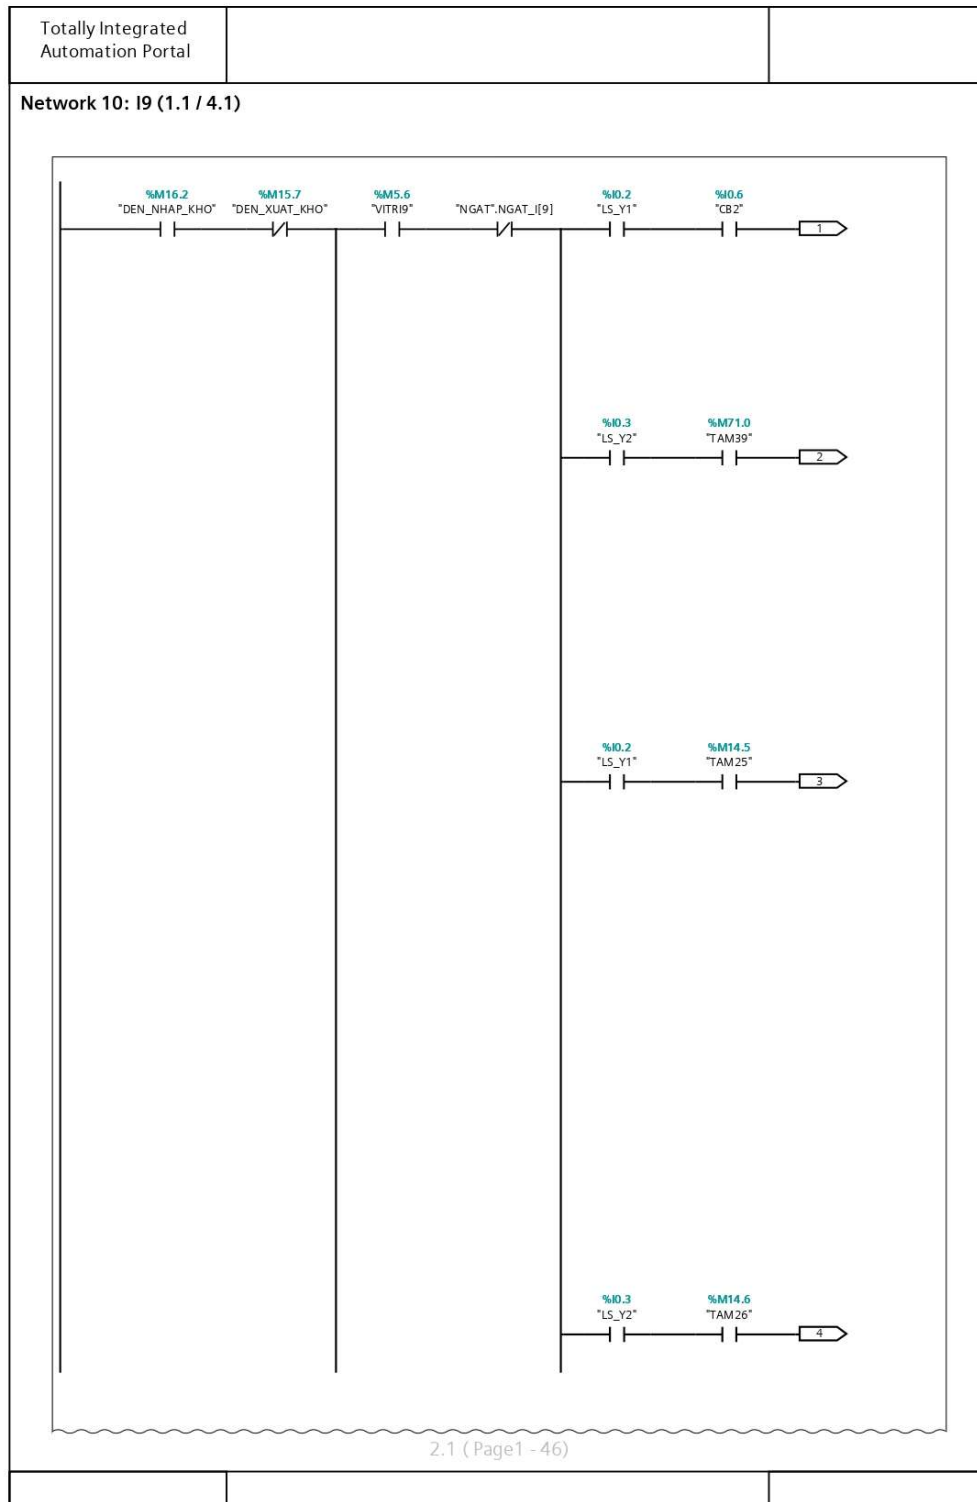 Totally Integrated
Automation Portal
Network 10: I9 (1.1 / 4.1)
%M16.2 %M15.7 %M5.6 %I0.2 %I0.6
"DEN_NHAP_KHO" "DEN_XUAT_KHO" "VITRI9" "NGAT".NGAT_I[9] "LS_Y1" "CB2"
1
%I0.3 %M71.0
"LS_Y2" "TAM39"
2
%I0.2 %M14.5
"LS_Y1" "TAM25"
3
%I0.3 %M14.6
"LS_Y2" "TAM26"
4
2.1 ( Page1 - 46)